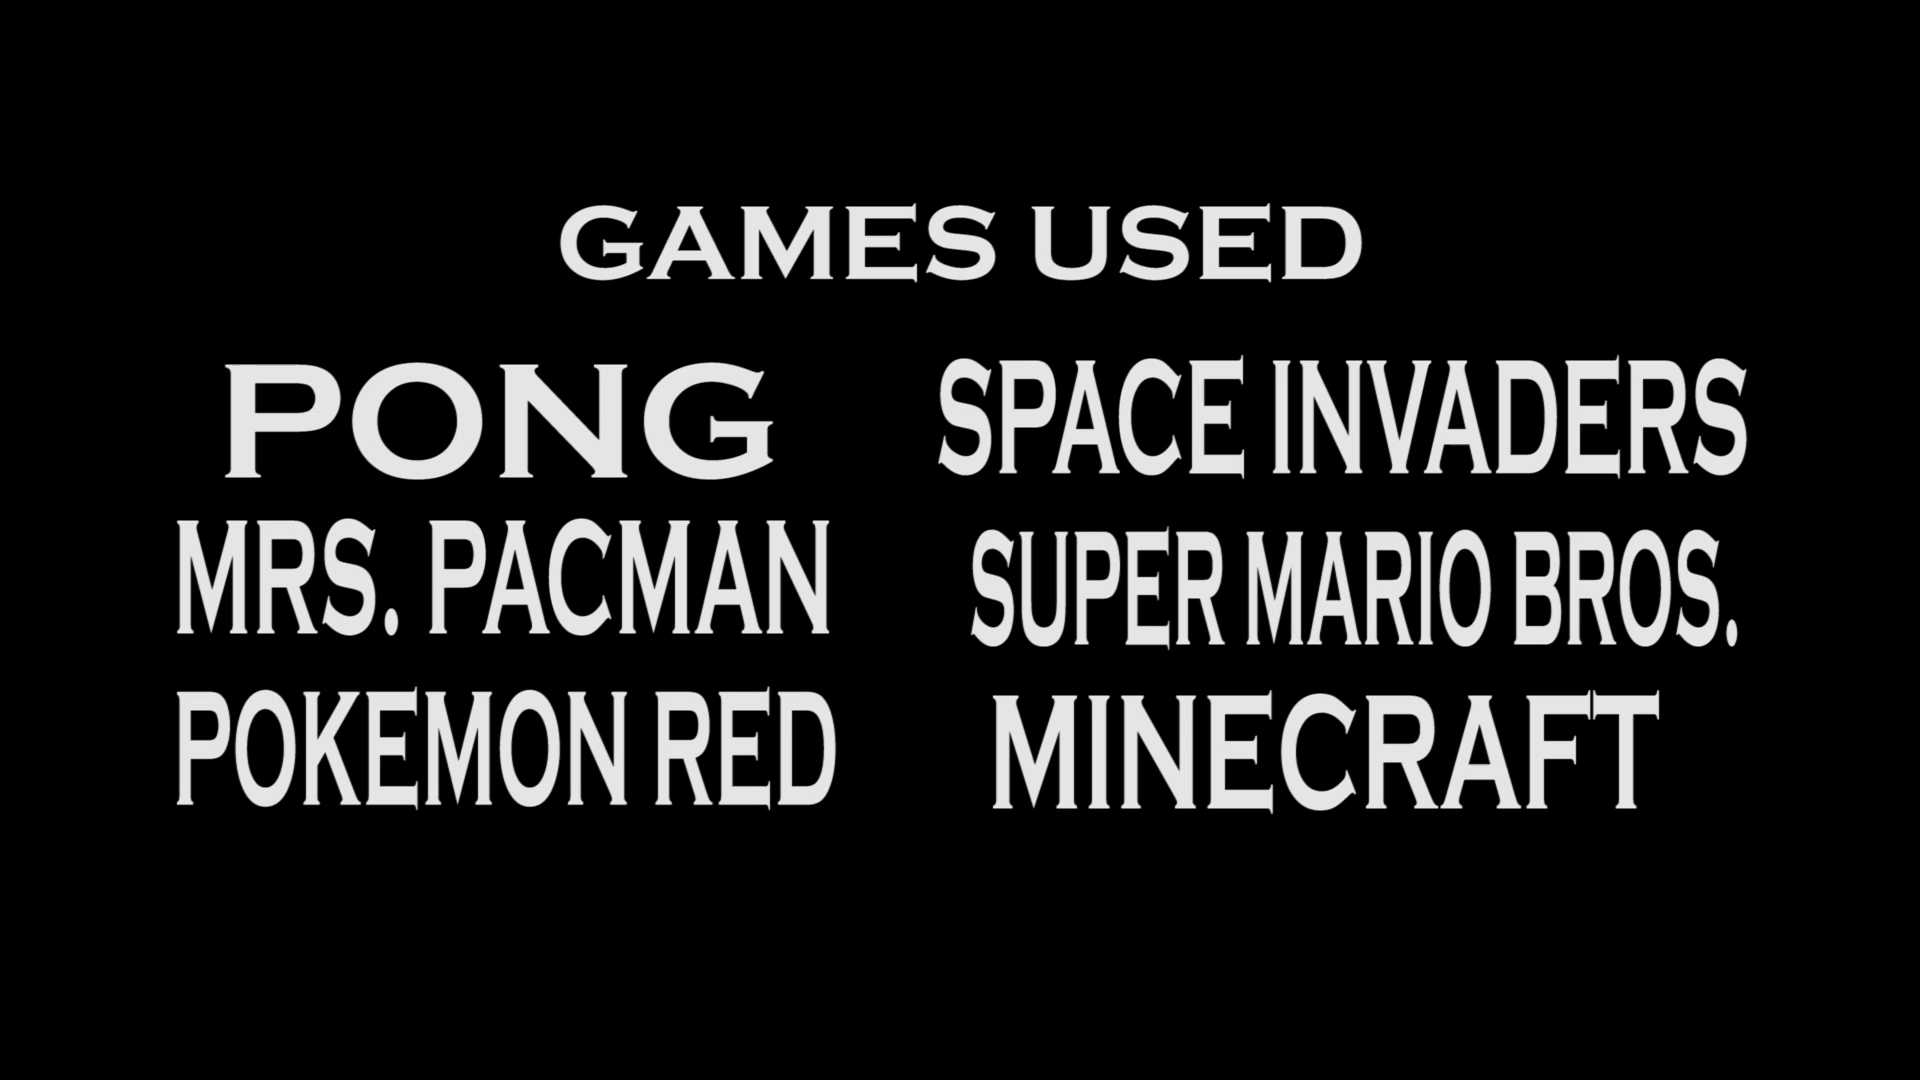 GAMES USED
PONG
SPACE INVADERS
MRS. PACMAN
SUPER MARIO BROS.
POKEMON RED
MINECRAFT